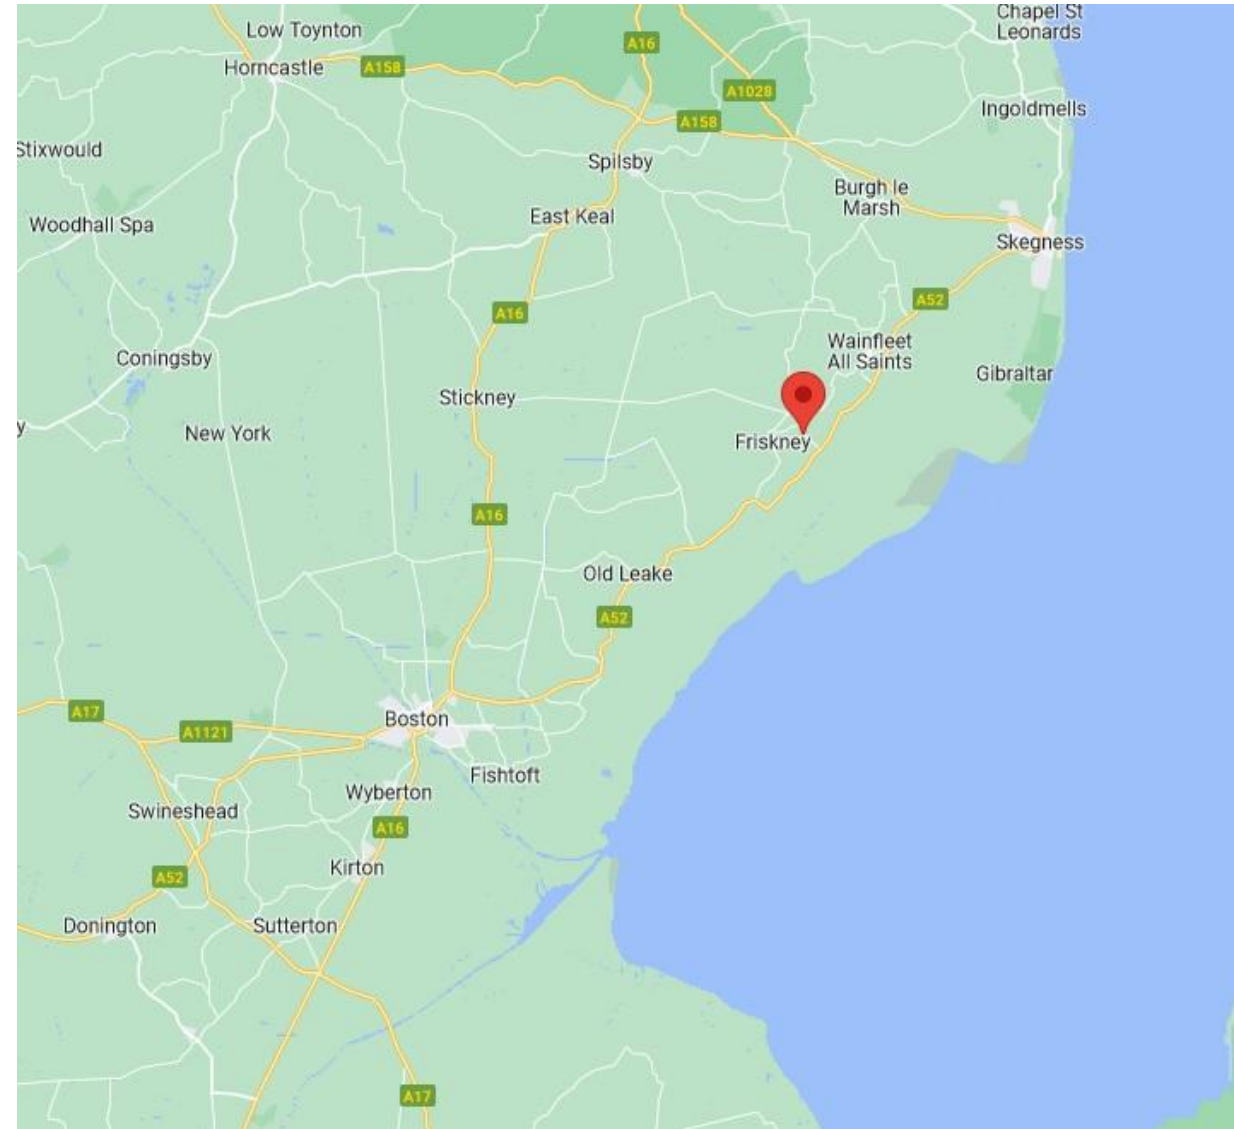 Chapel St
Leonards
Low Toynton
A16
Horncastle
A158
A1028
Ingoldmells
A158
Stixwould
Spilsby
Burgh le
Marsh
East Keal
Woodhall Spa
Skegness
A52
A16
Wainfleet
All Saints
Coningsby
Gibraltar
Stickney
y
New York
Friskney
A16
Old Leake
A52
A17
Boston
A1121
Fishtoft
Wyberton
Swineshead
A16
Kirton
A52
Donington
Sutterton
A17